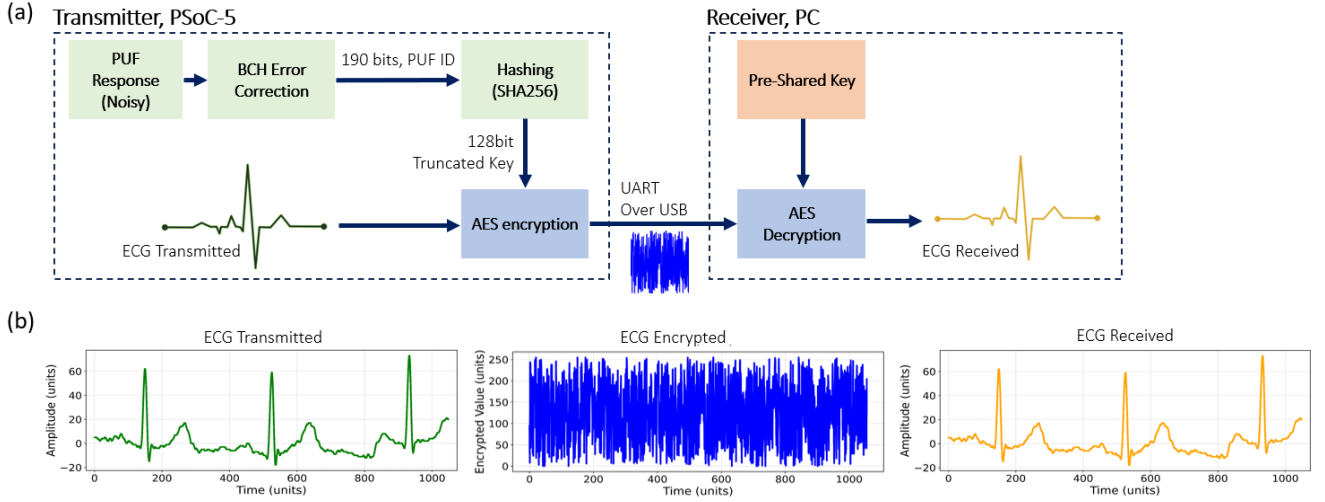 (a)
Transmitter, PSoC-5
Receiver, PC
PUF
Response
(Noisy)
BCH Error
Correction
190 bits, PUF ID
Hashing
(SHA256)
Pre-Shared Key
128bit
Truncated Key
ECG Transmitted
AES encryption
UART
Over USB
AES
Decryption
ECG Received
(b)
ECG Transmitted
Amplitude (units)
60
40
20
0
−20
0
200
400
600
800
1000
Time (units)
ECG Encrypted
Encrypted Value (units)
250
200
150
100
50
0
0
200
400
600
800
1000
Time (units)
ECG Received
Amplitude (units)
60
40
20
0
−20
0
200
400
600
800
1000
Time (units)